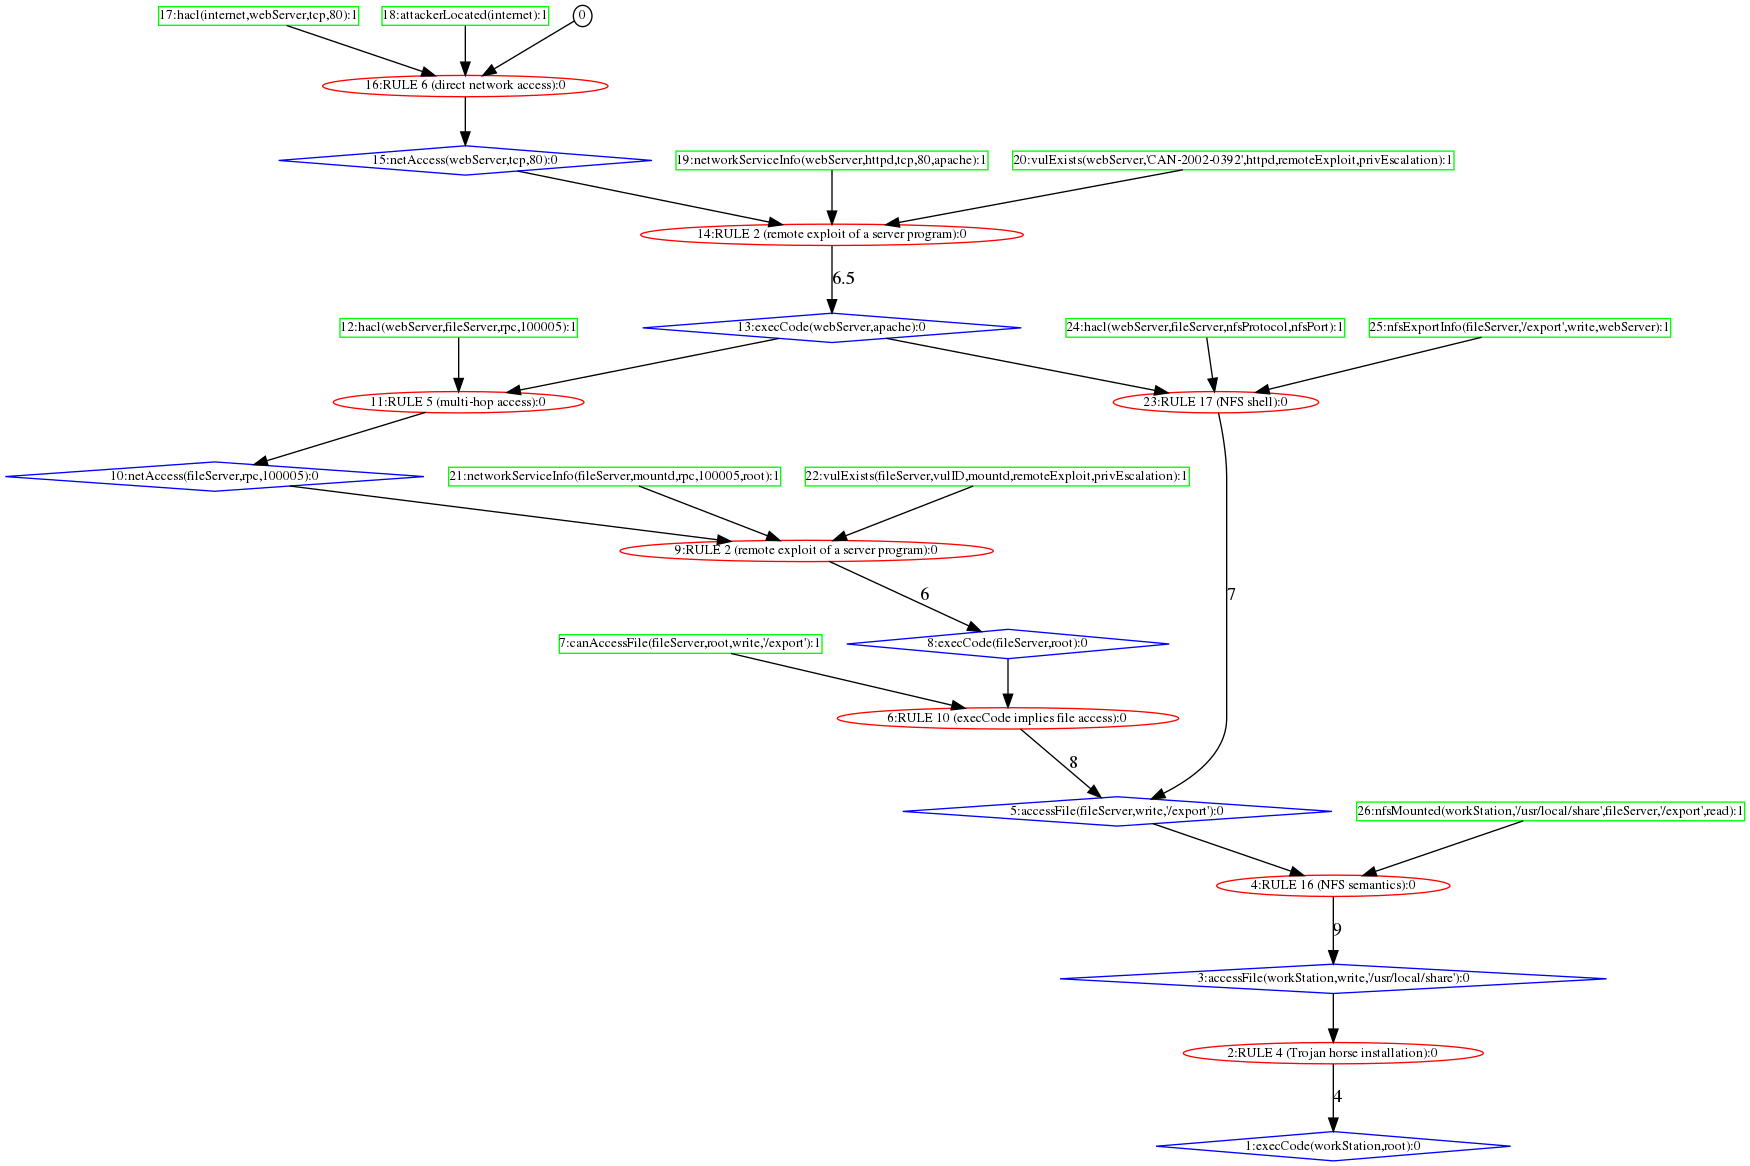 17:hacl(internet,webServer,tcp,80):1
18:attackerLocated(internet):1
0
16:RULE 6 (direct network access):0
15:netAccess(webServer,tcp,80):0
19:networkServiceInfo(webServer,httpd,tcp,80,apache):1
20:vulExists(webServer,'CAN-2002-0392',httpd,remoteExploit,privEscalation):1
14:RULE 2 (remote exploit of a server program):0
6.5
12:hacl(webServer,fileServer,rpc,100005):1
13:execCode(webServer,apache):0
24:hacl(webServer,fileServer,nfsProtocol,nfsPort):1
25:nfsExportInfo(fileServer,'/export',write,webServer):1
11:RULE 5 (multi-hop access):0
23:RULE 17 (NFS shell):0
10:netAccess(fileServer,rpc,100005):0
21:networkServiceInfo(fileServer,mountd,rpc,100005,root):1
22:vulExists(fileServer,vulID,mountd,remoteExploit,privEscalation):1
9:RULE 2 (remote exploit of a server program):0
6
7
7:canAccessFile(fileServer,root,write,'/export'):1
8:execCode(fileServer,root):0
6:RULE 10 (execCode implies file access):0
8
5:accessFile(fileServer,write,'/export'):0
26:nfsMounted(workStation,'/usr/local/share',fileServer,'/export',read):1
4:RULE 16 (NFS semantics):0
9
3:accessFile(workStation,write,'/usr/local/share'):0
2:RULE 4 (Trojan horse installation):0
4
1:execCode(workStation,root):0